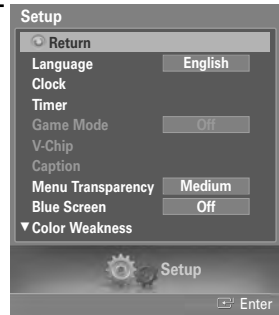 Setup
Return
Language English
Clock
Timer
Game Mode Off
V-Chip
Caption
Menu Transparency Medium
Blue Screen Off
▼ Color Weakness
Setup
Enter